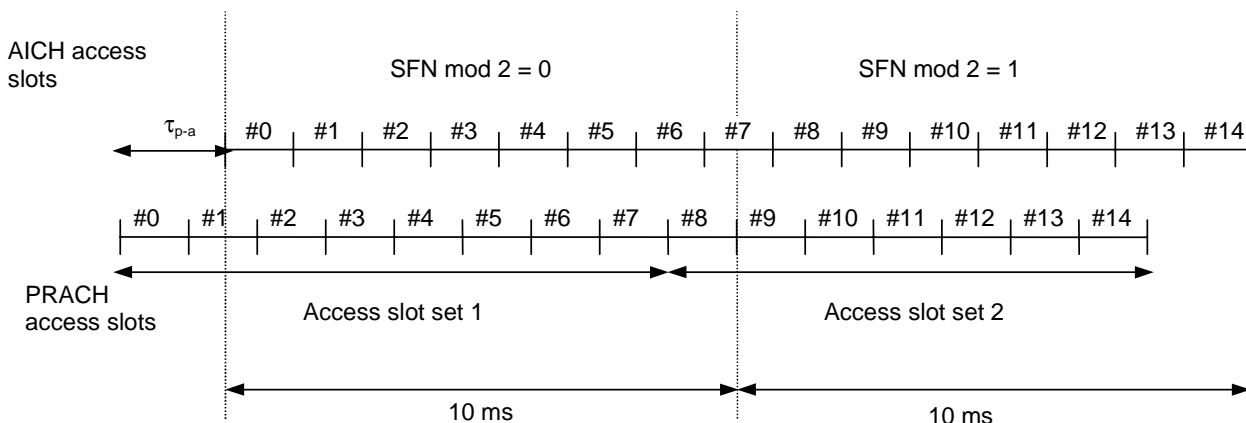 AICH access
slots
SFN mod 2 = 0
SFN mod 2 = 1
τp-a
#0 #1 #2 #3 #4 #5 #6 #7 #8 #9 #10 #11 #12 #13 #14
#0 #1 #2 #3 #4 #5 #6 #7 #8 #9 #10 #11 #12 #13 #14
PRACH
access slots
Access slot set 1
Access slot set 2
10 ms
10 ms